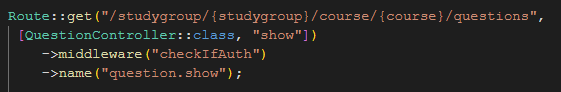 Route::get("/studygroup/{studygroup}/course/{course}/questions",
[QuestionController::class, "show"])
->middleware("checkIfAuth")
->name("question.show");